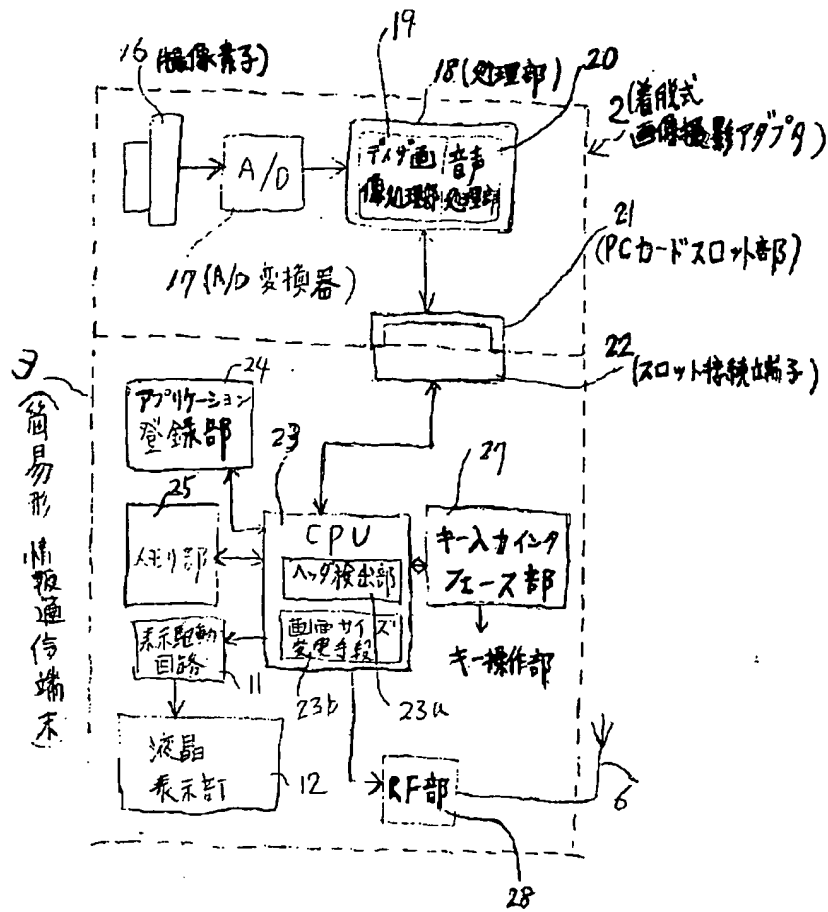 16(撮像素子)
19
18(処理部)
20
2(着脱式
画像撮影アダプタ)
A/D
ディジタル画
像処理部
音声
処理部
17(A/D変換器)
21
(PCカードスロット部)
22
(スロット接続端子)
3
(簡易形情報通信端末)
24
アプリケーション
登録部
23
25
メモリ部
CPU
ヘッダ検出部
画面サイズ
変更手段
27
キー入力インタ
フェース部
キー操作部
表示駆動
回路
11
23b
23a
液晶
表示部
12
RF部
6
28